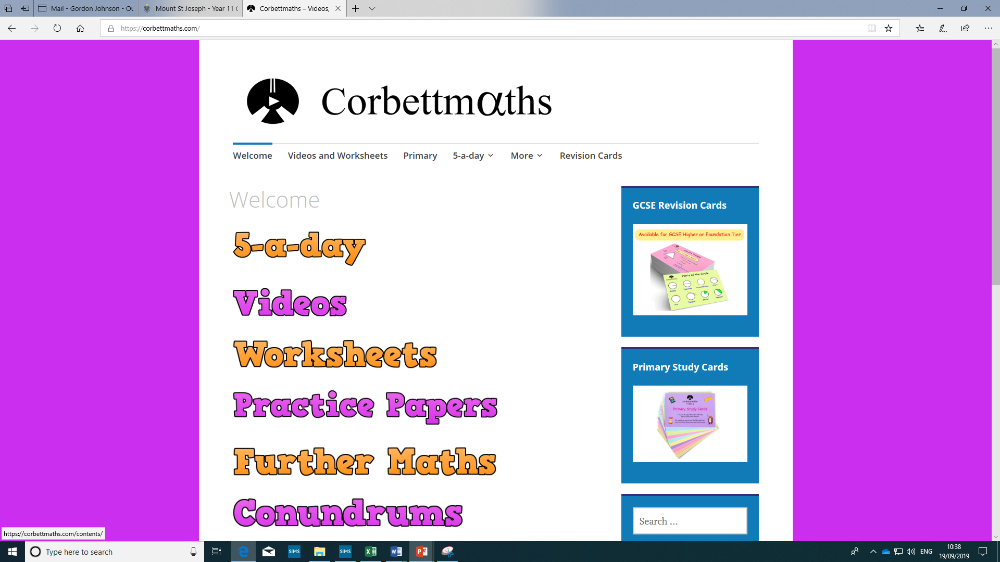 Mail - Gordon Johnson - Ou
Mount St Joseph - Year 11 (
Corbettmaths – Videos,
https://corbettmaths.com/
Corbettmαths
Welcome
Videos and Worksheets
Primary
5-a-day
More
Revision Cards
Welcome
5-a-day
Videos
Worksheets
Practice Papers
Further Maths
Conundrums
GCSE Revision Cards
Available for GCSE Higher or Foundation Tier
Parts of the Circle
Primary Study Cards
Corbettmaths
Primary Study Cards
Search ...
https://corbettmaths.com/contents/
Type here to search
SIMS
SIMS
ENG
10:38
19/09/2019